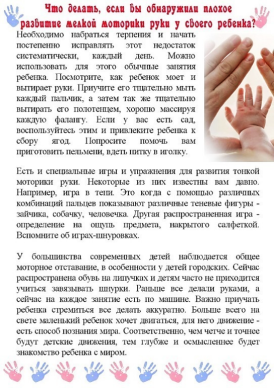 Что делать, если бы обнаружили плохое
развитие мелкой моторики руки у своего ребенка?
Необходимо набраться терпения и начать
постепенно исправлять этот недостаток
систематически, каждый день. Можно
использовать для этого обычные занятия
ребенка. Посмотрите, как ребенок моет и
вытирает руки. Приучите его тщательно мыть
каждый пальчик, а затем так же тщательно
вытирать его полотенцем, хорошо массируя
каждую фалангу. Если у вас есть сад,
воспользуйтесь этим и привлеките ребенка к
сбору ягод. Попросите помочь вам
приготовить пельмени, вдеть нитку в иголку.
Есть и специальные игры и упражнения для развития тонкой
моторики руки. Некоторые из них известны вам давно.
Например, игра в тени. Это когда с помощью различных
комбинаций пальцев показывают различные теневые фигуры -
зайчика, собачку, человечка. Другая распространенная игра -
определение на ощупь предмета, накрытого салфеткой.
Вспомните об играх-шнуровках.
У большинства современных детей наблюдается общее
моторное отставание, в особенности у детей городских. Сейчас
распространена обувь на липучках и детям часто не приходится
учиться завязывать шнурки. Раньше все делали руками, а
сейчас на каждое занятие есть по машине. Важно приучать
ребенка стремиться все делать аккуратно. Больше всего на
свете маленький ребенок хочет двигаться, для него движение -
есть способ познания мира. Соответственно, чем четче и точнее
будут детские движения, тем глубже и осмысленнее будет
знакомство ребенка с миром.